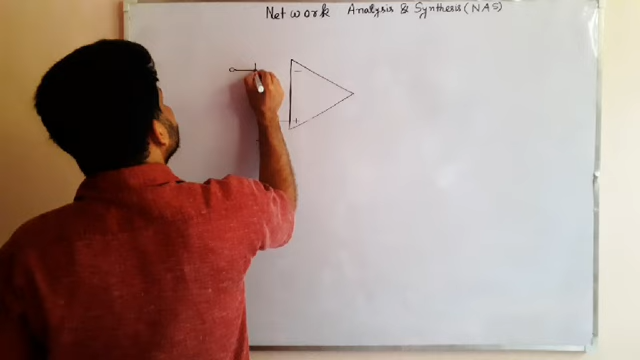 Network Analysis & Synthesis (NAS)
-
+